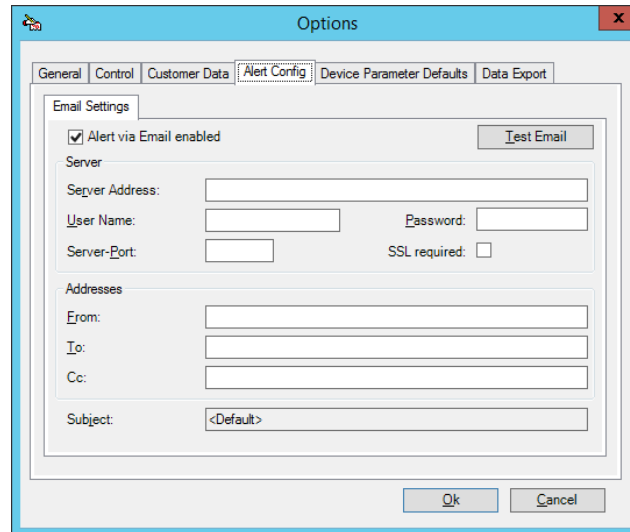 Options
x
General Control Customer Data Alert Config Device Parameter Defaults Data Export
Email Settings
Alert via Email enabled Test Email
Server
Server Address:
User Name: Password:
Server-Port: SSL required:
Addresses
From:
To:
Cc:
Subject: <Default>
Ok Cancel